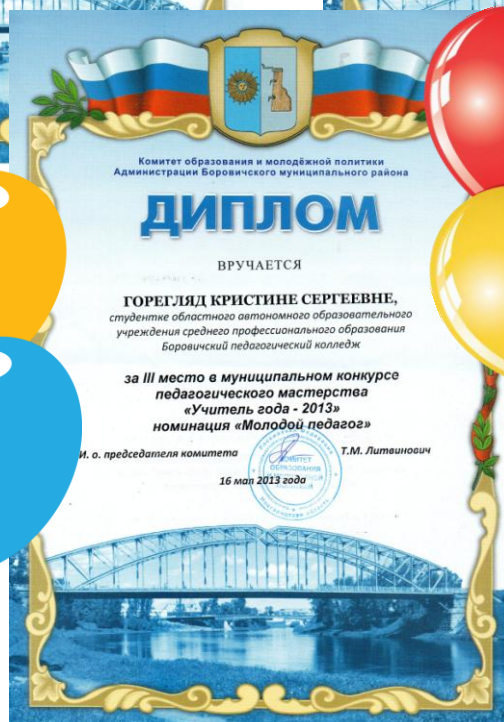 Комитет образования и молодёжной политики
Администрации Боровичского муниципального района
ДИПЛОМ
ВРУЧАЕТСЯ
ГОРЕГЛЯД КРИСТИНЕ СЕРГЕЕВНЕ,
студентке областного автономного образовательного
учреждения среднего профессионального образования
Боровичский педагогический колледж
за III место в муниципальном конкурсе
педагогического мастерства
«Учитель года - 2013»
номинация «Молодой педагог»
И. о. председателя комитета Т.М. Литвинович
КОМИТЕТ
ОБРАЗОВАНИЯ
16 мая 2013 года